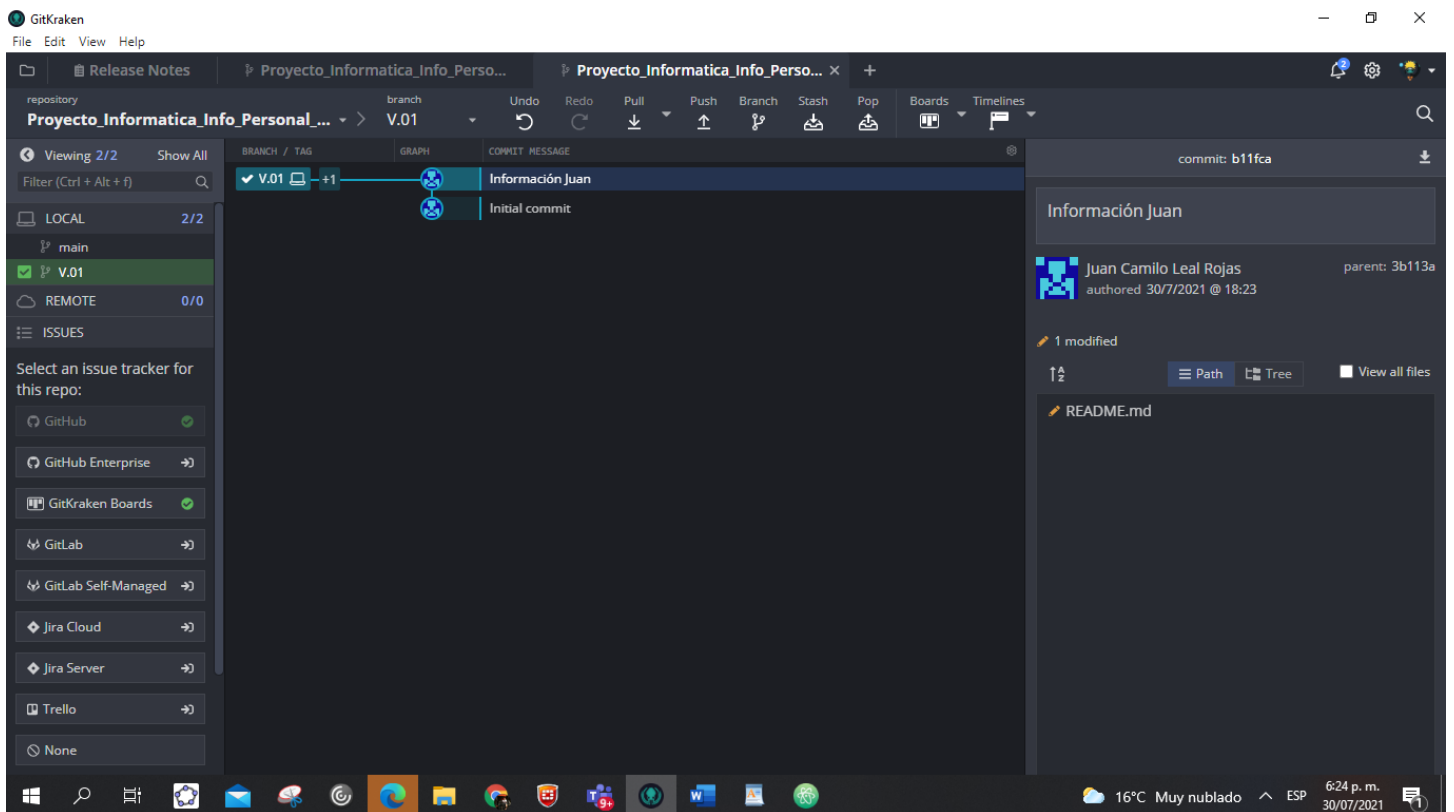 GitKraken
File Edit View Help
Release Notes
Proyecto_Informatica_Info_Perso...
Proyecto_Informatica_Info_Perso...
repository
Proyecto_Informatica_Info_Personal_...
branch
V.01
Undo Redo Pull Push Branch Stash Pop Boards Timelines
Viewing 2/2 Show All
Filter (Ctrl + Alt + f)
LOCAL 2/2
main
V.01
REMOTE 0/0
ISSUES
Select an issue tracker for
this repo:
GitHub
GitHub Enterprise
GitKraken Boards
GitLab
GitLab Self-Managed
Jira Cloud
Jira Server
Trello
None
BRANCH / TAG GRAPH COMMIT MESSAGE
V.01 +1 Información Juan
Initial commit
commit: b11fca
Información Juan
Juan Camilo Leal Rojas parent: 3b113a
authored 30/7/2021 @ 18:23
1 modified
Path Tree View all files
README.md
16°C Muy nublado ESP 6:24 p. m.
30/07/2021